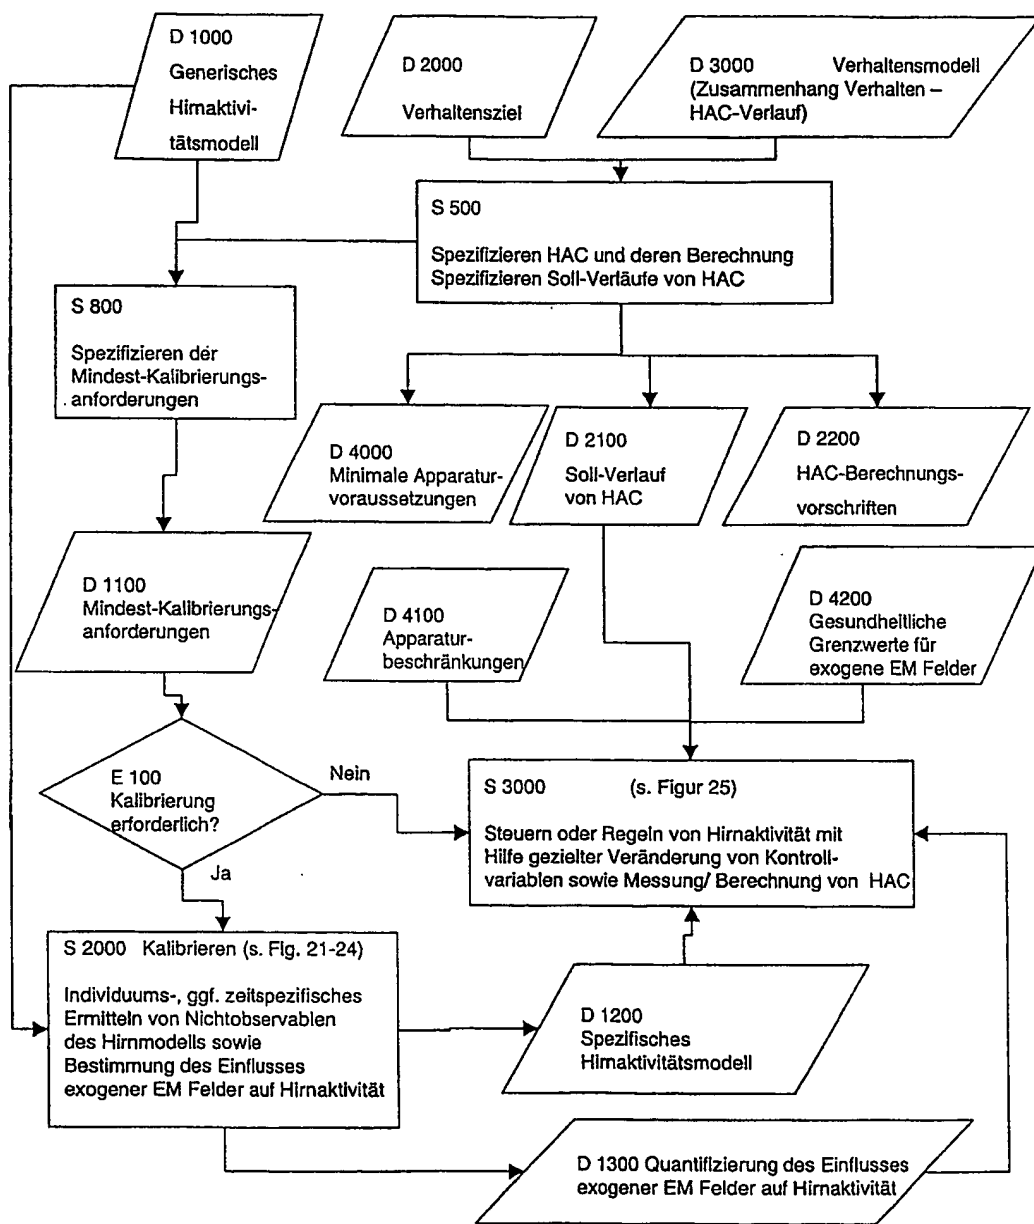 D 1000
Generisches
Hirnaktivi-
tätsmodell
D 2000
Verhaltensziel
D 3000 Verhaltensmodell
(Zusammenhang Verhalten –
HAC-Verlauf)
S 500
Spezifizieren HAC und deren Berechnung
Spezifizieren Soll-Verläufe von HAC
S 800
Spezifizieren der
Mindest-Kalibrierungs-
anforderungen
D 4000
Minimale Apparatur-
voraussetzungen
D 2100
Soll-Verlauf
von HAC
D 2200
HAC-Berechnungs-
vorschriften
D 1100
Mindest-Kalibrierungs-
anforderungen
D 4100
Apparatur-
beschränkungen
D 4200
Gesundheitliche
Grenzwerte für
exogene EM Felder
E 100
Kalibrierung
erforderlich?
Nein
Ja
S 3000 (s. Figur 25)
Steuern oder Regeln von Hirnaktivität mit
Hilfe gezielter Veränderung von Kontroll-
variablen sowie Messung/ Berechnung von HAC
S 2000 Kalibrieren (s. Fig. 21-24)
Individuums-, ggf. zeitspezifisches
Ermitteln von Nichtobservablen
des Hirnmodells sowie
Bestimmung des Einflusses
exogener EM Felder auf Hirnaktivität
D 1200
Spezifisches
Hirnaktivitätsmodell
D 1300 Quantifizierung des Einflusses
exogener EM Felder auf Hirnaktivität